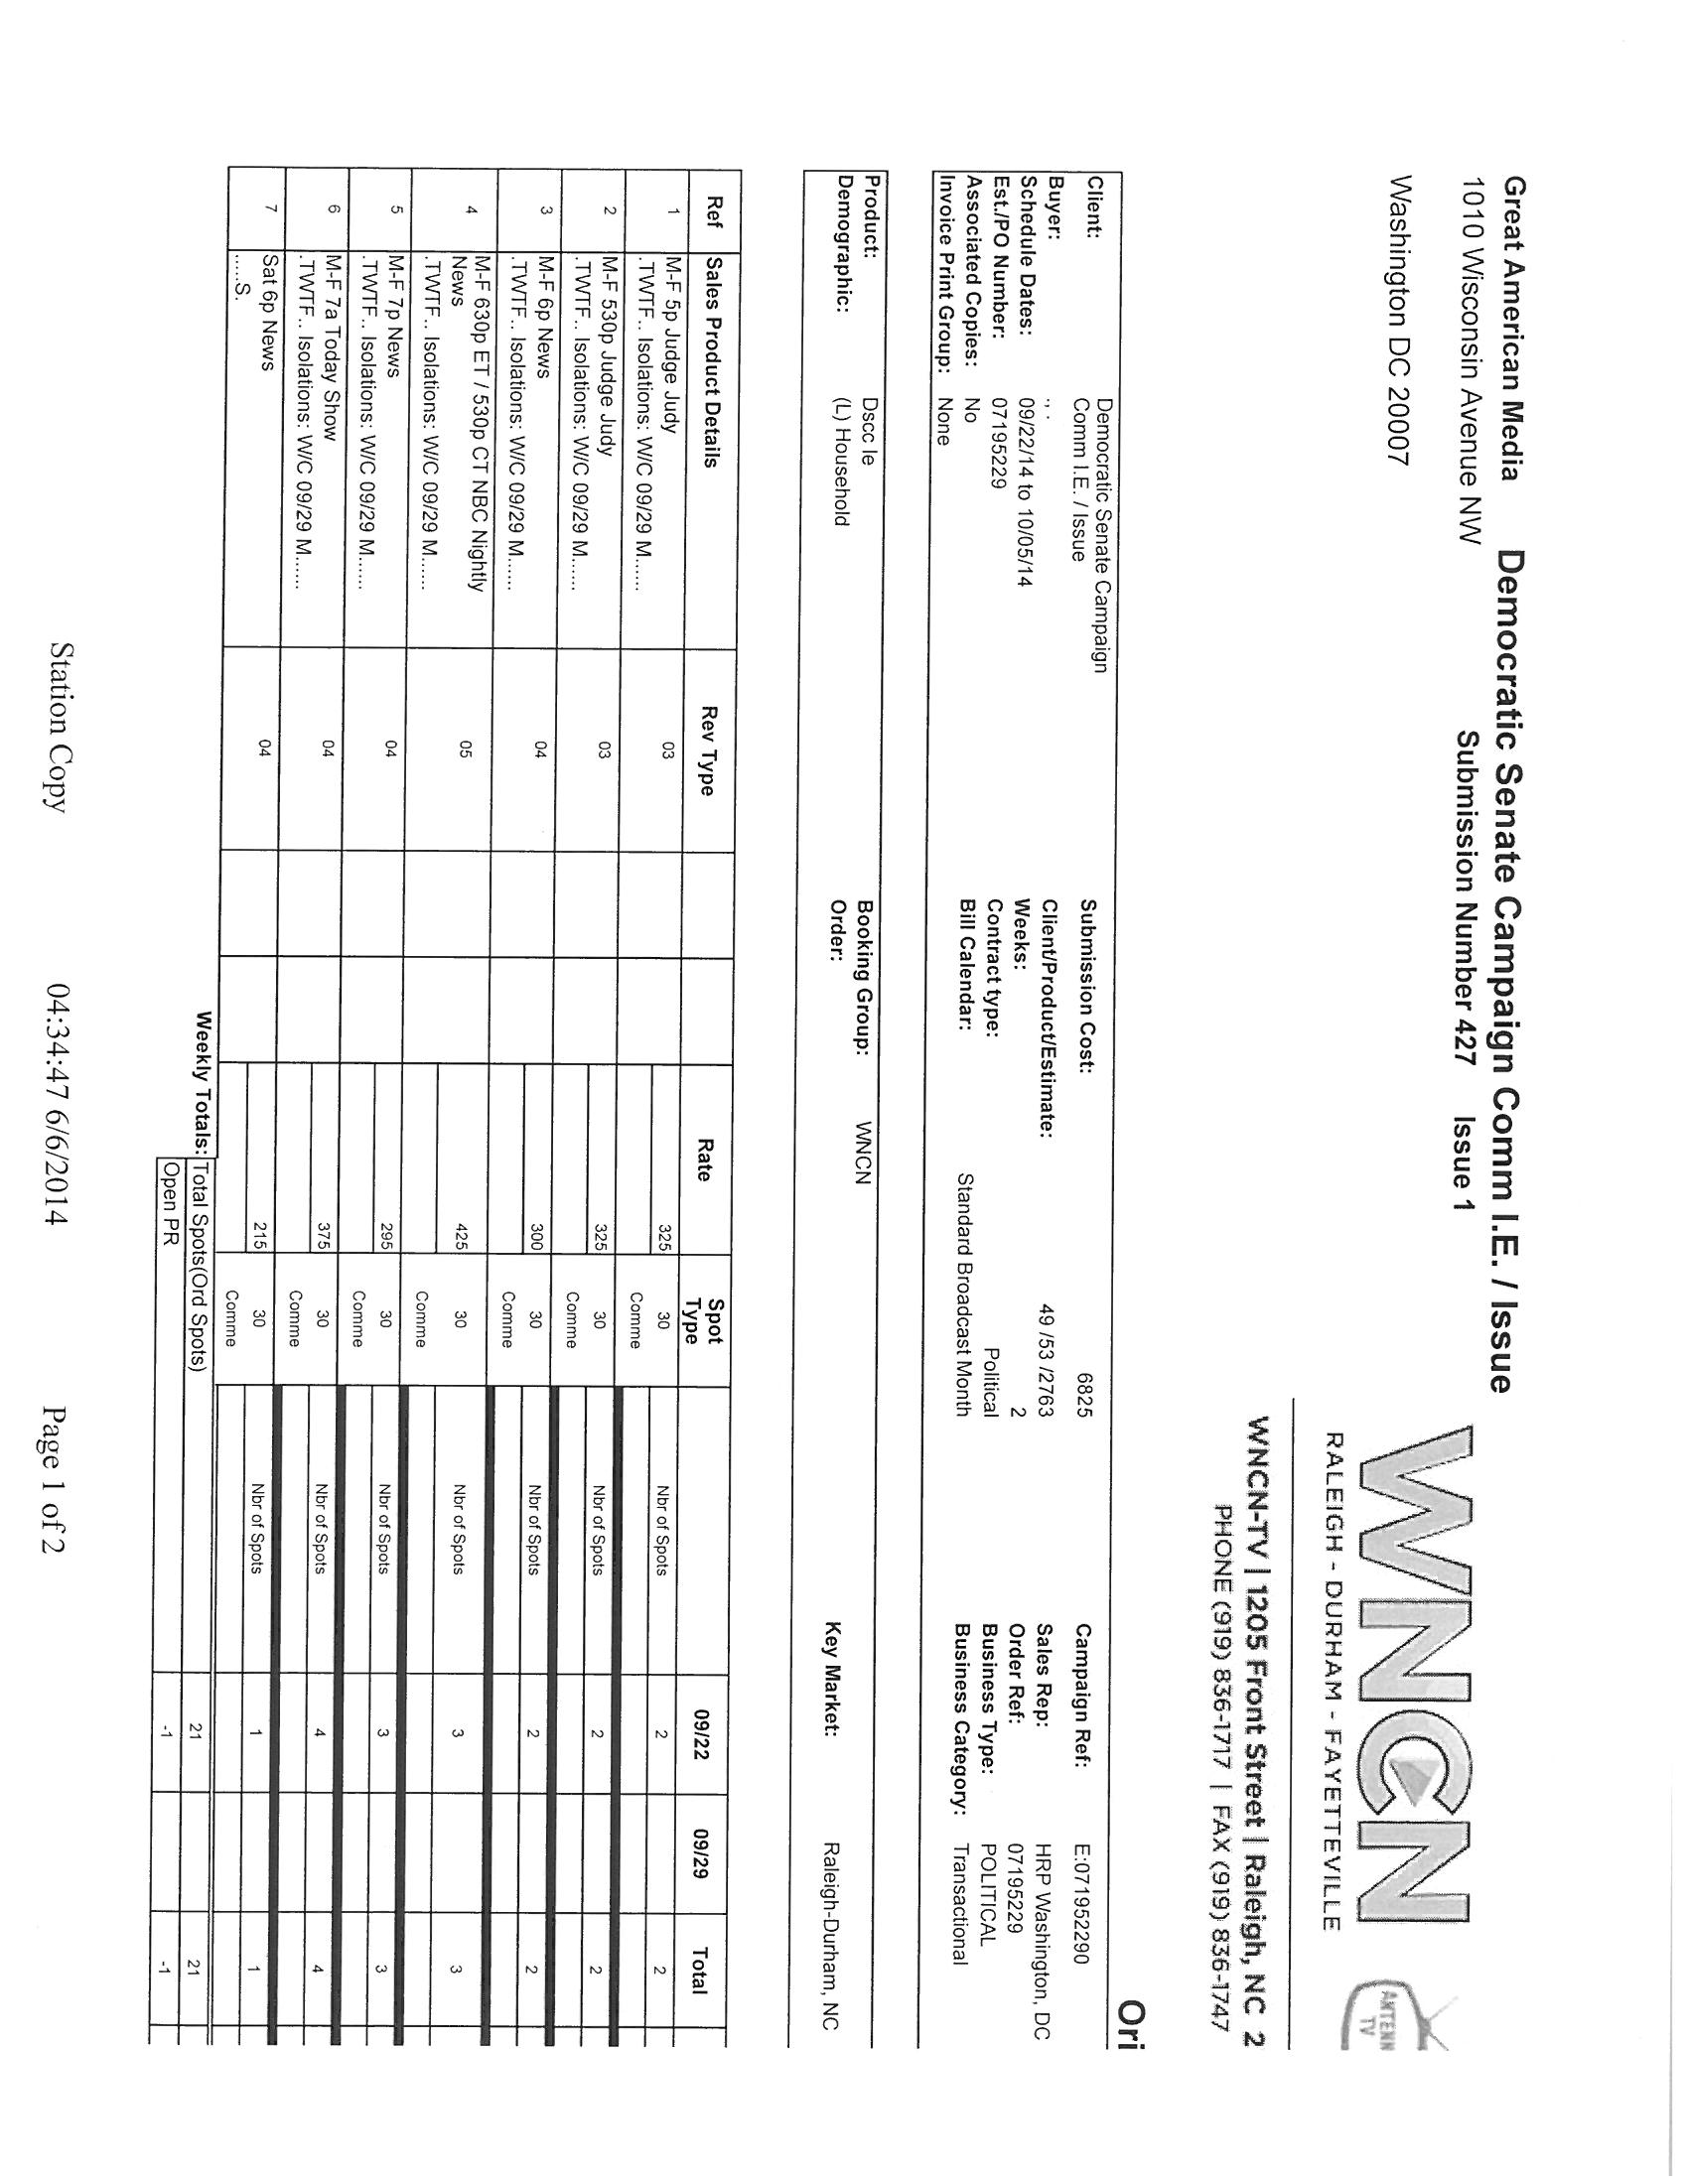 Great American Media Democratic Senate Campaign Comm I.E. / Issue
1010 Wisconsin Avenue NW Submission Number 427 Issue 1
Washington DC 20007
WNCN
RALEIGH - DURHAM - FAYETTEVILLE
ANTENN
TV
WNCN-TV | 1205 Front Street | Raleigh, NC 2
PHONE (919) 836-1717 | FAX (919) 836-1747
Ori
Client: Democratic Senate Campaign Submission Cost: 6825 Campaign Ref: E:07195290
Comm I.E. / Issue
Buyer: ., . Client/Product/Estimate: 49 /53 /2763 Sales Rep: HRP Washington, DC
Schedule Dates: 09/22/14 to 10/05/14 Weeks: 2 Order Ref: 07195229
Est./PO Number: 07195229 Contract type: Political Business Type: POLITICAL
Associated Copies: No Bill Calendar: Standard Broadcast Month Business Category: Transactional
Invoice Print Group: None
Product: Dscc Ie Booking Group: WNCN
Demographic: (L) Household Order: Key Market: Raleigh-Durham, NC
Ref Sales Product Details Rev Type Rate Spot Type 09/22 09/29 Total
1 M-F 5p Judge Judy 03 325 30 Nbr of Spots 2 2
.TWTF.. Isolations: W/C 09/29 M...... Comme
2 M-F 530p Judge Judy 03 325 30 Nbr of Spots 2 2
.TWTF.. Isolations: W/C 09/29 M...... Comme
3 M-F 6p News 04 300 30 Nbr of Spots 2 2
.TWTF.. Isolations: W/C 09/29 M...... Comme
4 M-F 630p ET / 530p CT NBC Nightly 05 425 30 Nbr of Spots 3 3
News
.TWTF.. Isolations: W/C 09/29 M...... Comme
5 M-F 7p News 04 295 30 Nbr of Spots 3 3
.TWTF.. Isolations: W/C 09/29 M...... Comme
6 M-F 7a Today Show 04 375 30 Nbr of Spots 4 4
.TWTF.. Isolations: W/C 09/29 M...... Comme
7 Sat 6p News 04 215 30 Nbr of Spots 1 1
.....S. Comme
Weekly Totals: Total Spots(Ord Spots) 21 21
Open PR -1 -1
Station Copy 04:34:47 6/6/2014 Page 1 of 2